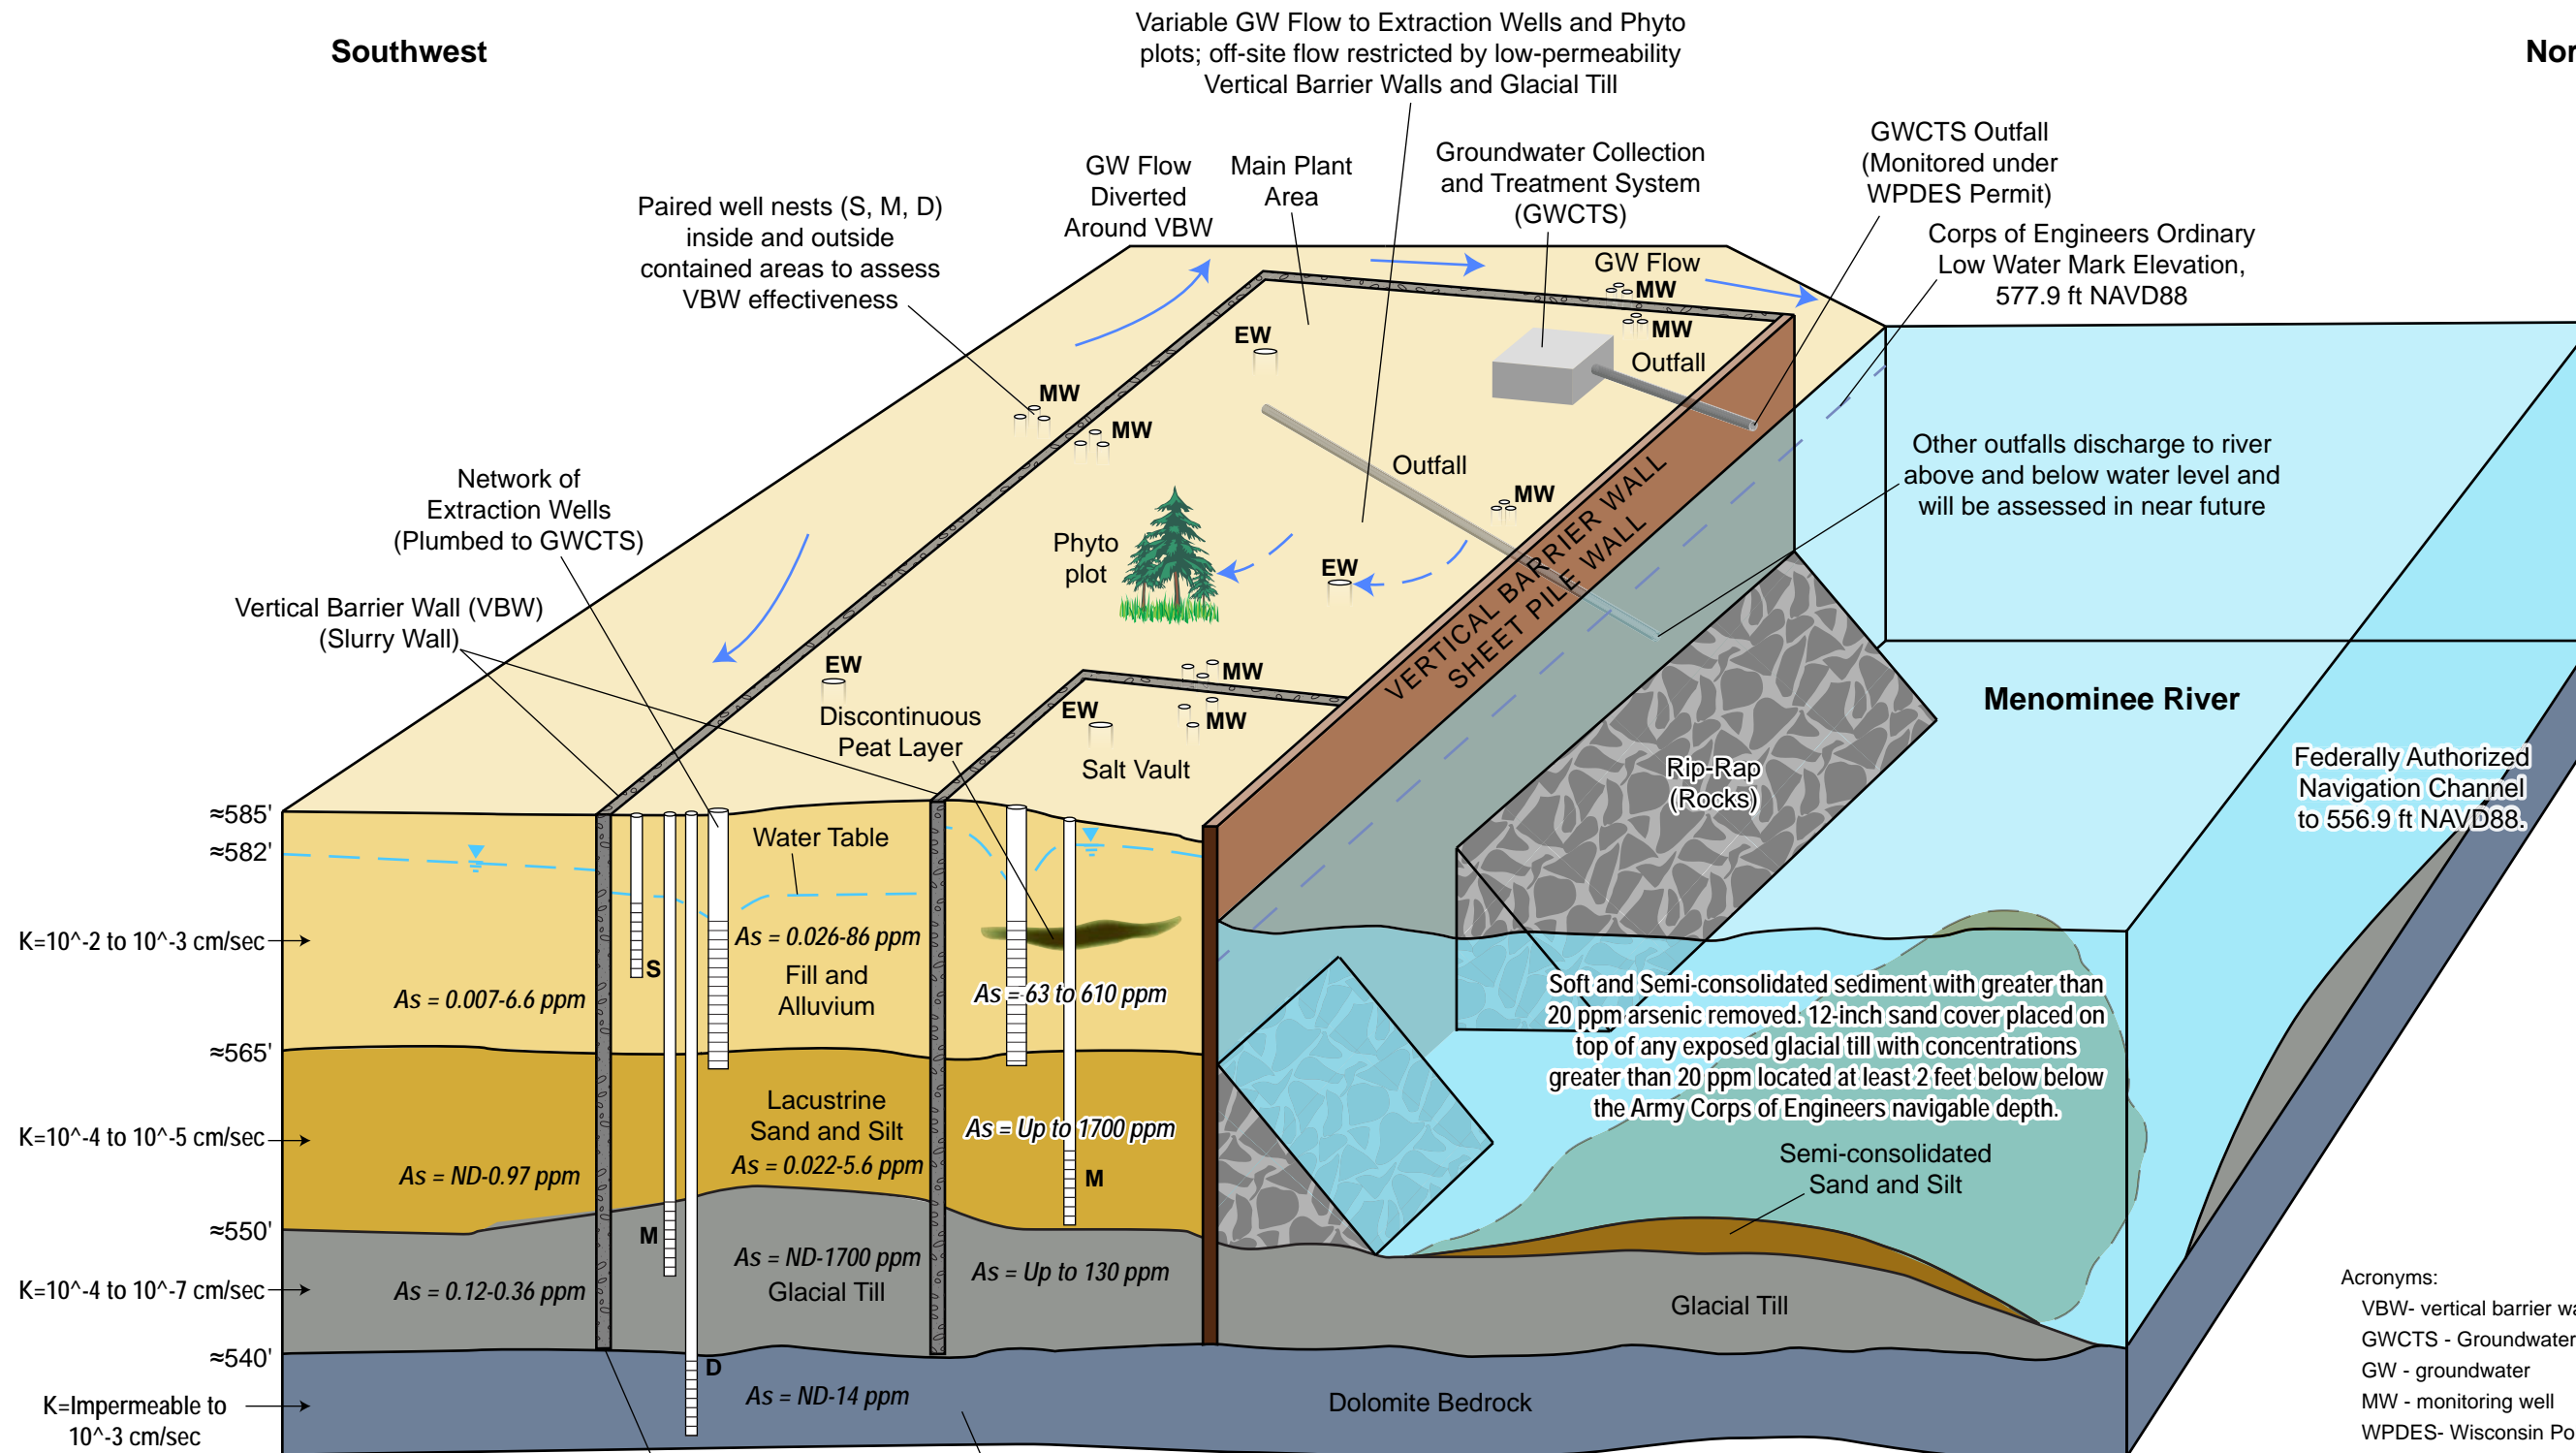 Southwest
Nor
Variable GW Flow to Extraction Wells and Phyto
plots; off-site flow restricted by low-permeability
Vertical Barrier Walls and Glacial Till
GW Flow
Diverted
Around VBW
Main Plant
Area
Groundwater Collection
and Treatment System
(GWCTS)
GWCTS Outfall
(Monitored under
WPDES Permit)
Corps of Engineers Ordinary
Low Water Mark Elevation,
577.9 ft NAVD88
Paired well nests (S, M, D)
inside and outside
contained areas to assess
VBW effectiveness
GW Flow
MW
MW
EW
Outfall
MW
MW
Outfall
MW
Other outfalls discharge to river
above and below water level and
will be assessed in near future
Network of
Extraction Wells
(Plumbed to GWCTS)
Phyto
plot
EW
VERTICAL BARRIER WALL
SHEET PILE WALL
Vertical Barrier Wall (VBW)
(Slurry Wall)
EW
MW
EW
MW
Discontinuous
Peat Layer
Salt Vault
Menominee River
Rip-Rap
(Rocks)
Federally Authorized
Navigation Channel
to 556.9 ft NAVD88.
≈585'
≈582'
Water Table
K=10^-2 to 10^-3 cm/sec
As = 0.007-6.6 ppm
S
As = 0.026-86 ppm
Fill and
Alluvium
As = 63 to 610 ppm
Soft and Semi-consolidated sediment with greater than
20 ppm arsenic removed. 12-inch sand cover placed on
top of any exposed glacial till with concentrations
greater than 20 ppm located at least 2 feet below below
the Army Corps of Engineers navigable depth.
≈565'
K=10^-4 to 10^-5 cm/sec
As = ND-0.97 ppm
Lacustrine
Sand and Silt
As = 0.022-5.6 ppm
As = Up to 1700 ppm
M
Semi-consolidated
Sand and Silt
≈550'
M
K=10^-4 to 10^-7 cm/sec
As = 0.12-0.36 ppm
As = ND-1700 ppm
Glacial Till
As = Up to 130 ppm
Glacial Till
≈540'
D
As = ND-14 ppm
Dolomite Bedrock
K=Impermeable to
10^-3 cm/sec
Acronyms:
VBW- vertical barrier wa
GWCTS - Groundwater
GW - groundwater
MW - monitoring well
WPDES- Wisconsin Po